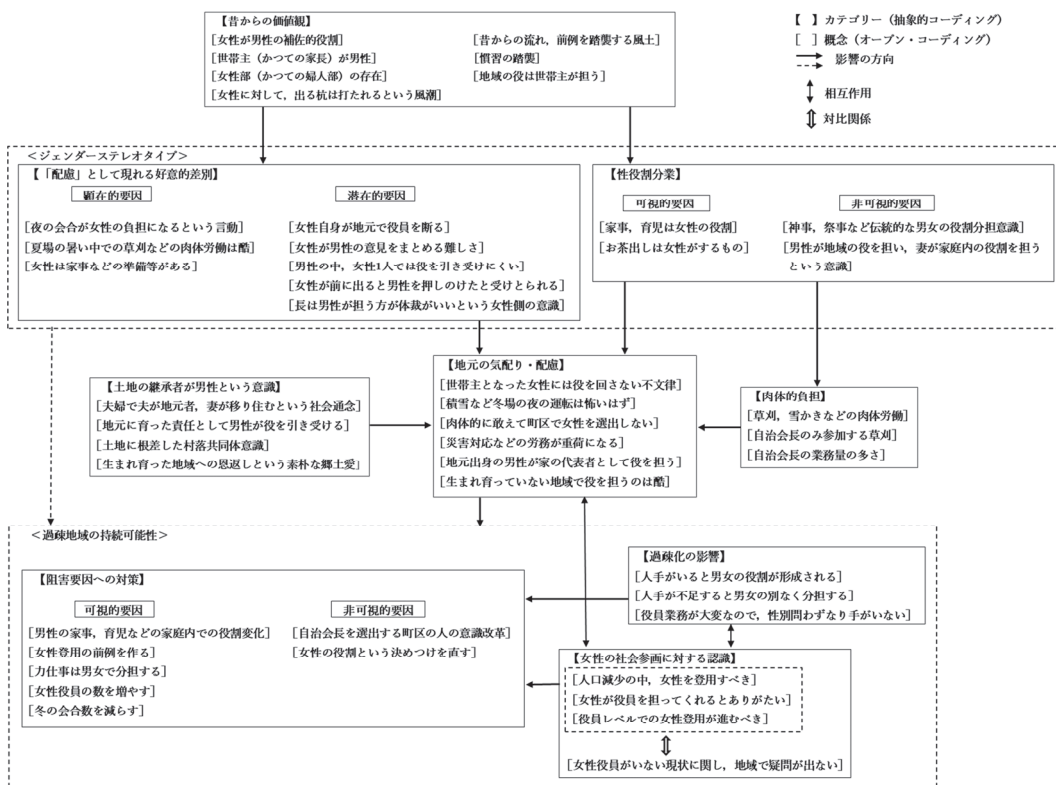 【昔からの価値観】
[女性が男性の補佐的役割]
[世帯主（かつての家長）が男性]
[女性部（かつての婦人部）の存在]
[女性に対して，出る杭は打たれるという風潮]
[昔からの流れ，前例を踏襲する風土]
[慣習の踏襲]
[地域の役は世帯主が担う]
【　】カテゴリー（抽象的コーディング）
[　]概念（オープン・コーディング）
影響の方向
相互作用
対比関係
＜ジェンダーステレオタイプ＞
【「配慮」として現れる好意的差別】
顕在的要因
[夜の会合が女性の負担になるという言動]
[夏場の暑い中での草刈などの肉体労働は酷]
[女性は家事などの準備等がある]
潜在的要因
[女性自身が地元で役員を断る]
[女性が男性の意見をまとめる難しさ]
[男性の中，女性1人では役を引き受けにくい]
[女性が前に出ると男性を押しのけたと受けとられる]
[長は男性が担う方が体裁がいいという女性側の意識]
【性役割分業】
可視的要因
[家事，育児は女性の役割]
[お茶出しは女性がするもの]
非可視的要因
[神事，祭事など伝統的な男女の役割分担意識]
[男性が地域の役を担い，妻が家庭内の役割を担う
という意識]
【土地の継承者が男性という意識】
[夫婦で夫が地元者，妻が移り住むという社会通念]
[地元に育った責任として男性が役を引き受ける]
[土地に根差した村落共同体意識]
[生まれ育った地域への恩返しという素朴な郷土愛]
【地元の気配り・配慮】
[世帯主となった女性には役を回さない不文律]
[積雪など冬場の夜の運転は怖いはず]
[肉体的に敢えて町区で女性を選出しない]
[災害対応などの労務が重荷になる]
[地元出身の男性が家の代表者として役を担う]
[生まれ育っていない地域で役を担うのは酷]
【肉体的負担】
[草刈，雪かきなどの肉体労働]
[自治会長のみ参加する草刈]
[自治会長の業務量の多さ]
＜過疎地域の持続可能性＞
【阻害要因への対策】
可視的要因
[男性の家事，育児などの家庭内での役割変化]
[女性登用の前例を作る]
[力仕事は男女で分担する]
[女性役員の数を増やす]
[冬の会合数を減らす]
非可視的要因
[自治会長を選出する町区の人の意識改革]
[女性の役割という決めつけを直す]
【過疎化の影響】
[人手がいると男女の役割が形成される]
[人手が不足すると男女の別なく分担する]
[役員業務が大変なので，性別問わずなり手がいない]
【女性の社会参画に対する認識】
[人口減少の中，女性を登用すべき]
[女性が役員を担ってくれるとありがたい]
[役員レベルでの女性登用が進むべき]
[女性役員がいない現状に関し，地域で疑問が出ない]